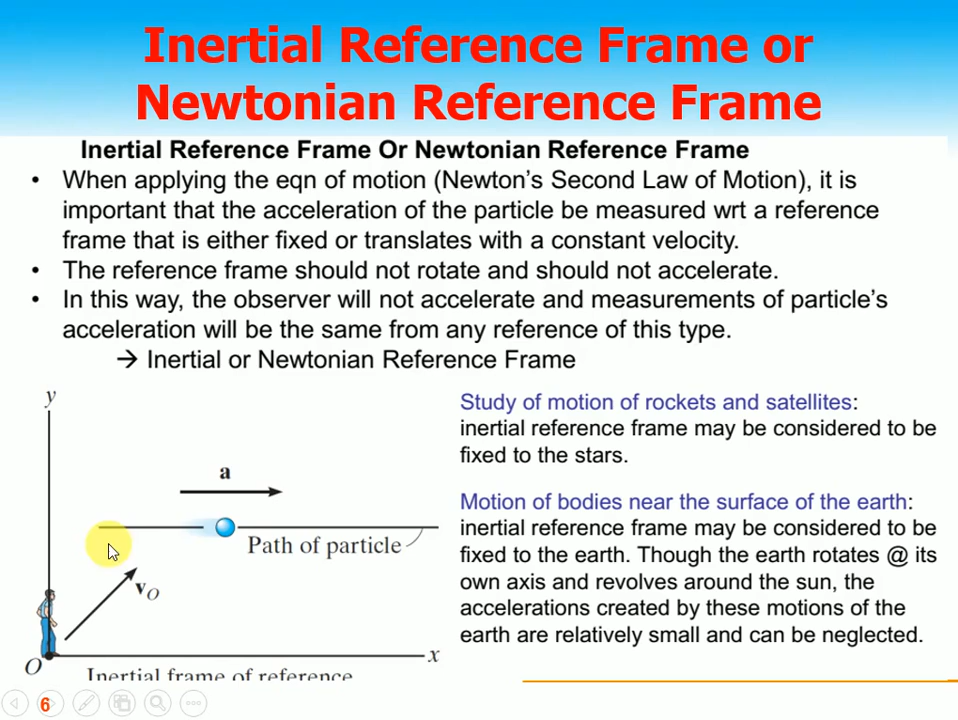 Inertial Reference Frame or
Newtonian Reference Frame
Inertial Reference Frame Or Newtonian Reference Frame
• When applying the eqn of motion (Newton's Second Law of Motion), it is
important that the acceleration of the particle be measured wrt a reference
frame that is either fixed or translates with a constant velocity.
• The reference frame should not rotate and should not accelerate.
• In this way, the observer will not accelerate and measurements of particle's
acceleration will be the same from any reference of this type.
→ Inertial or Newtonian Reference Frame
y
a
Path of particle
v_O
O
x
Inertial frame of reference
Study of motion of rockets and satellites:
inertial reference frame may be considered to be
fixed to the stars.
Motion of bodies near the surface of the earth:
inertial reference frame may be considered to be
fixed to the earth. Though the earth rotates @ its
own axis and revolves around the sun, the
accelerations created by these motions of the
earth are relatively small and can be neglected.
6